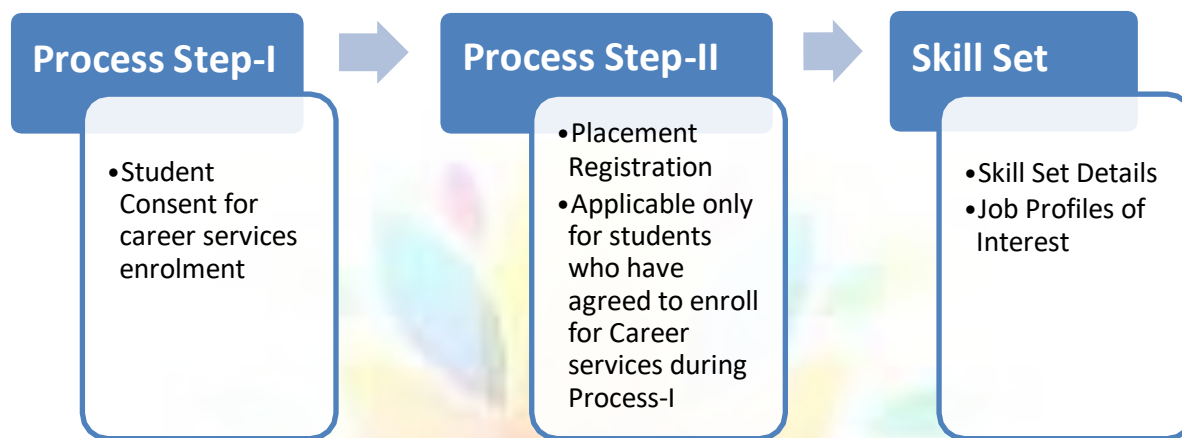 Process Step-I
•Student
Consent for
career services
enrolment
Process Step-II
•Placement
Registration
•Applicable only
for students
who have
agreed to enroll
for Career
services during
Process-I
Skill Set
•Skill Set Details
•Job Profiles of
Interest